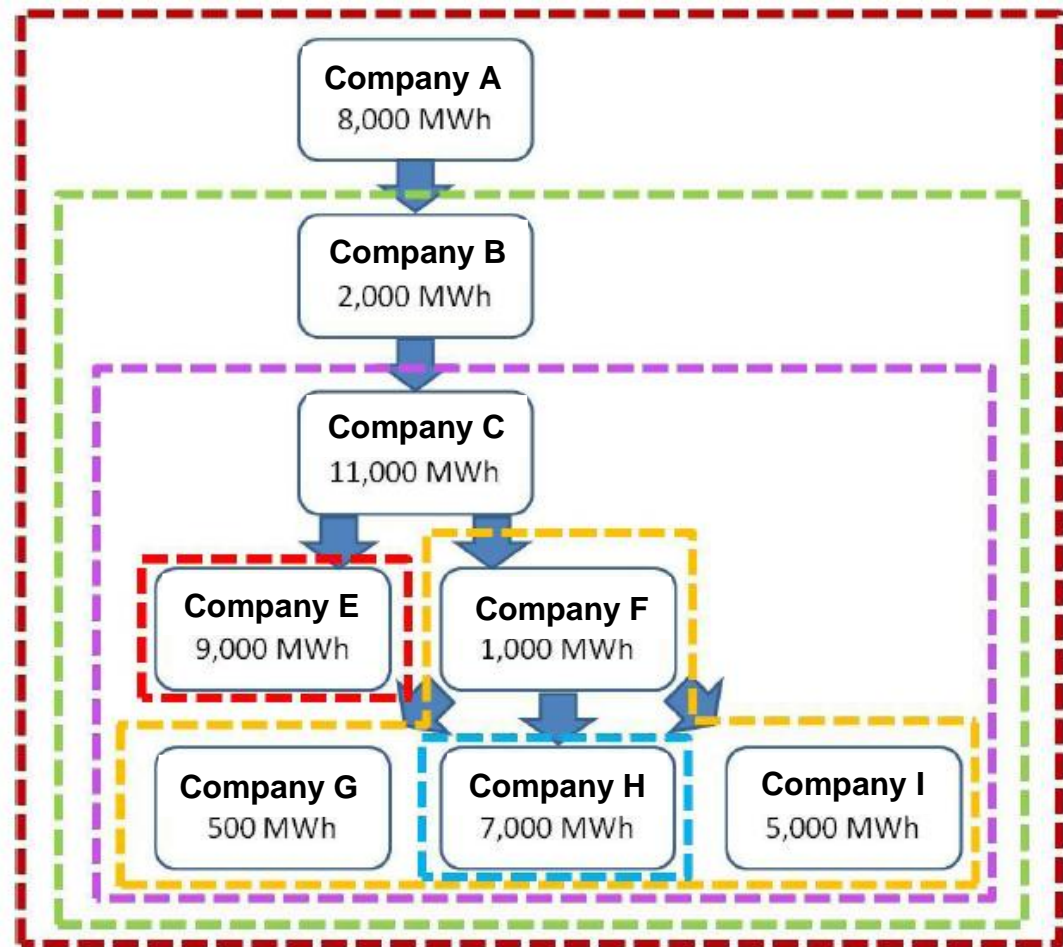 Company A
8,000 MWh
Company B
2,000 MWh
Company C
11,000 MWh
Company E
9,000 MWh
Company F
1,000 MWh
Company G
500 MWh
Company H
7,000 MWh
Company I
5,000 MWh